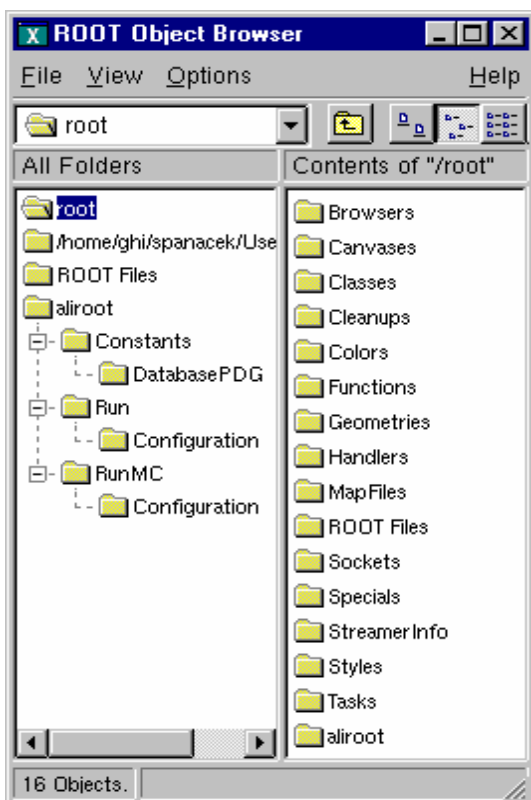 ROOT Object Browser
File View Options Help
root
All Folders
Contents of "/root"
root
/home/ghi/spanacek/Use
ROOT Files
aliroot
Constants
DatabasePDG
Run
Configuration
RunMC
Configuration
Browsers
Canvases
Classes
Cleanups
Colors
Functions
Geometries
Handlers
MapFiles
ROOT Files
Sockets
Specials
StreamerInfo
Styles
Tasks
aliroot
16 Objects.